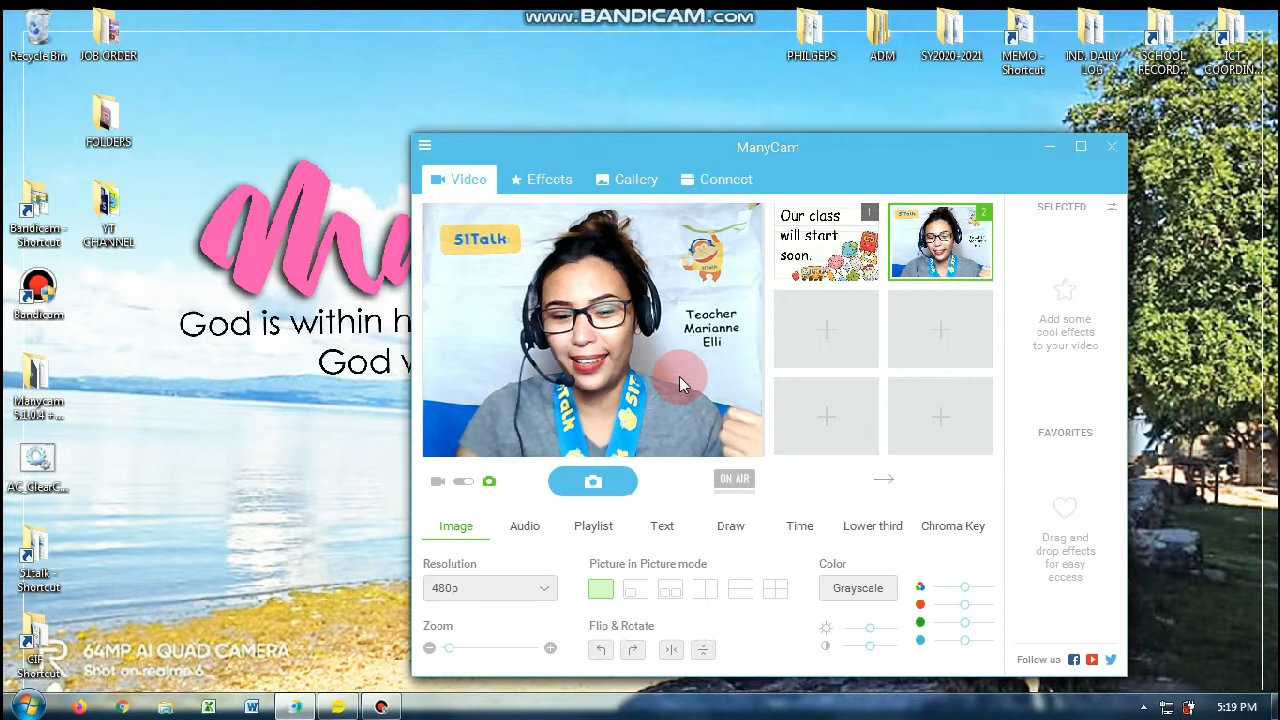 www.BANDICAM.com
Recycle Bin
JOB ORDER
PHILGEPS
ADM
SY2020-2021
MEMO -
Shortcut
IND. DAILY
LOG
SCHOOL
RECORD...
ICT
COORDIN...
FOLDERS
Bandicam -
Shortcut
YT
CHANNEL
Bandicam
Manycam
5.1.0.4 + ...
AC_ClearC...
51talk -
Shortcut
Shortcut
God is within h
God w
64MP AI QUAD CAMERA
Shot on realme 6
ManyCam
Video
Effects
Gallery
Connect
51Talk
Teacher
Marianne
Elli
51Talk
Our class
will start
soon.
1
2
SELECTED
Add some
cool effects
to your video
FAVORITES
Drag and
drop effects
for easy
access
ON AIR
Image
Audio
Playlist
Text
Draw
Time
Lower third
Chroma Key
Resolution
480p
Picture in Picture mode
Color
Grayscale
Zoom
Flip & Rotate
Follow us
5:19 PM